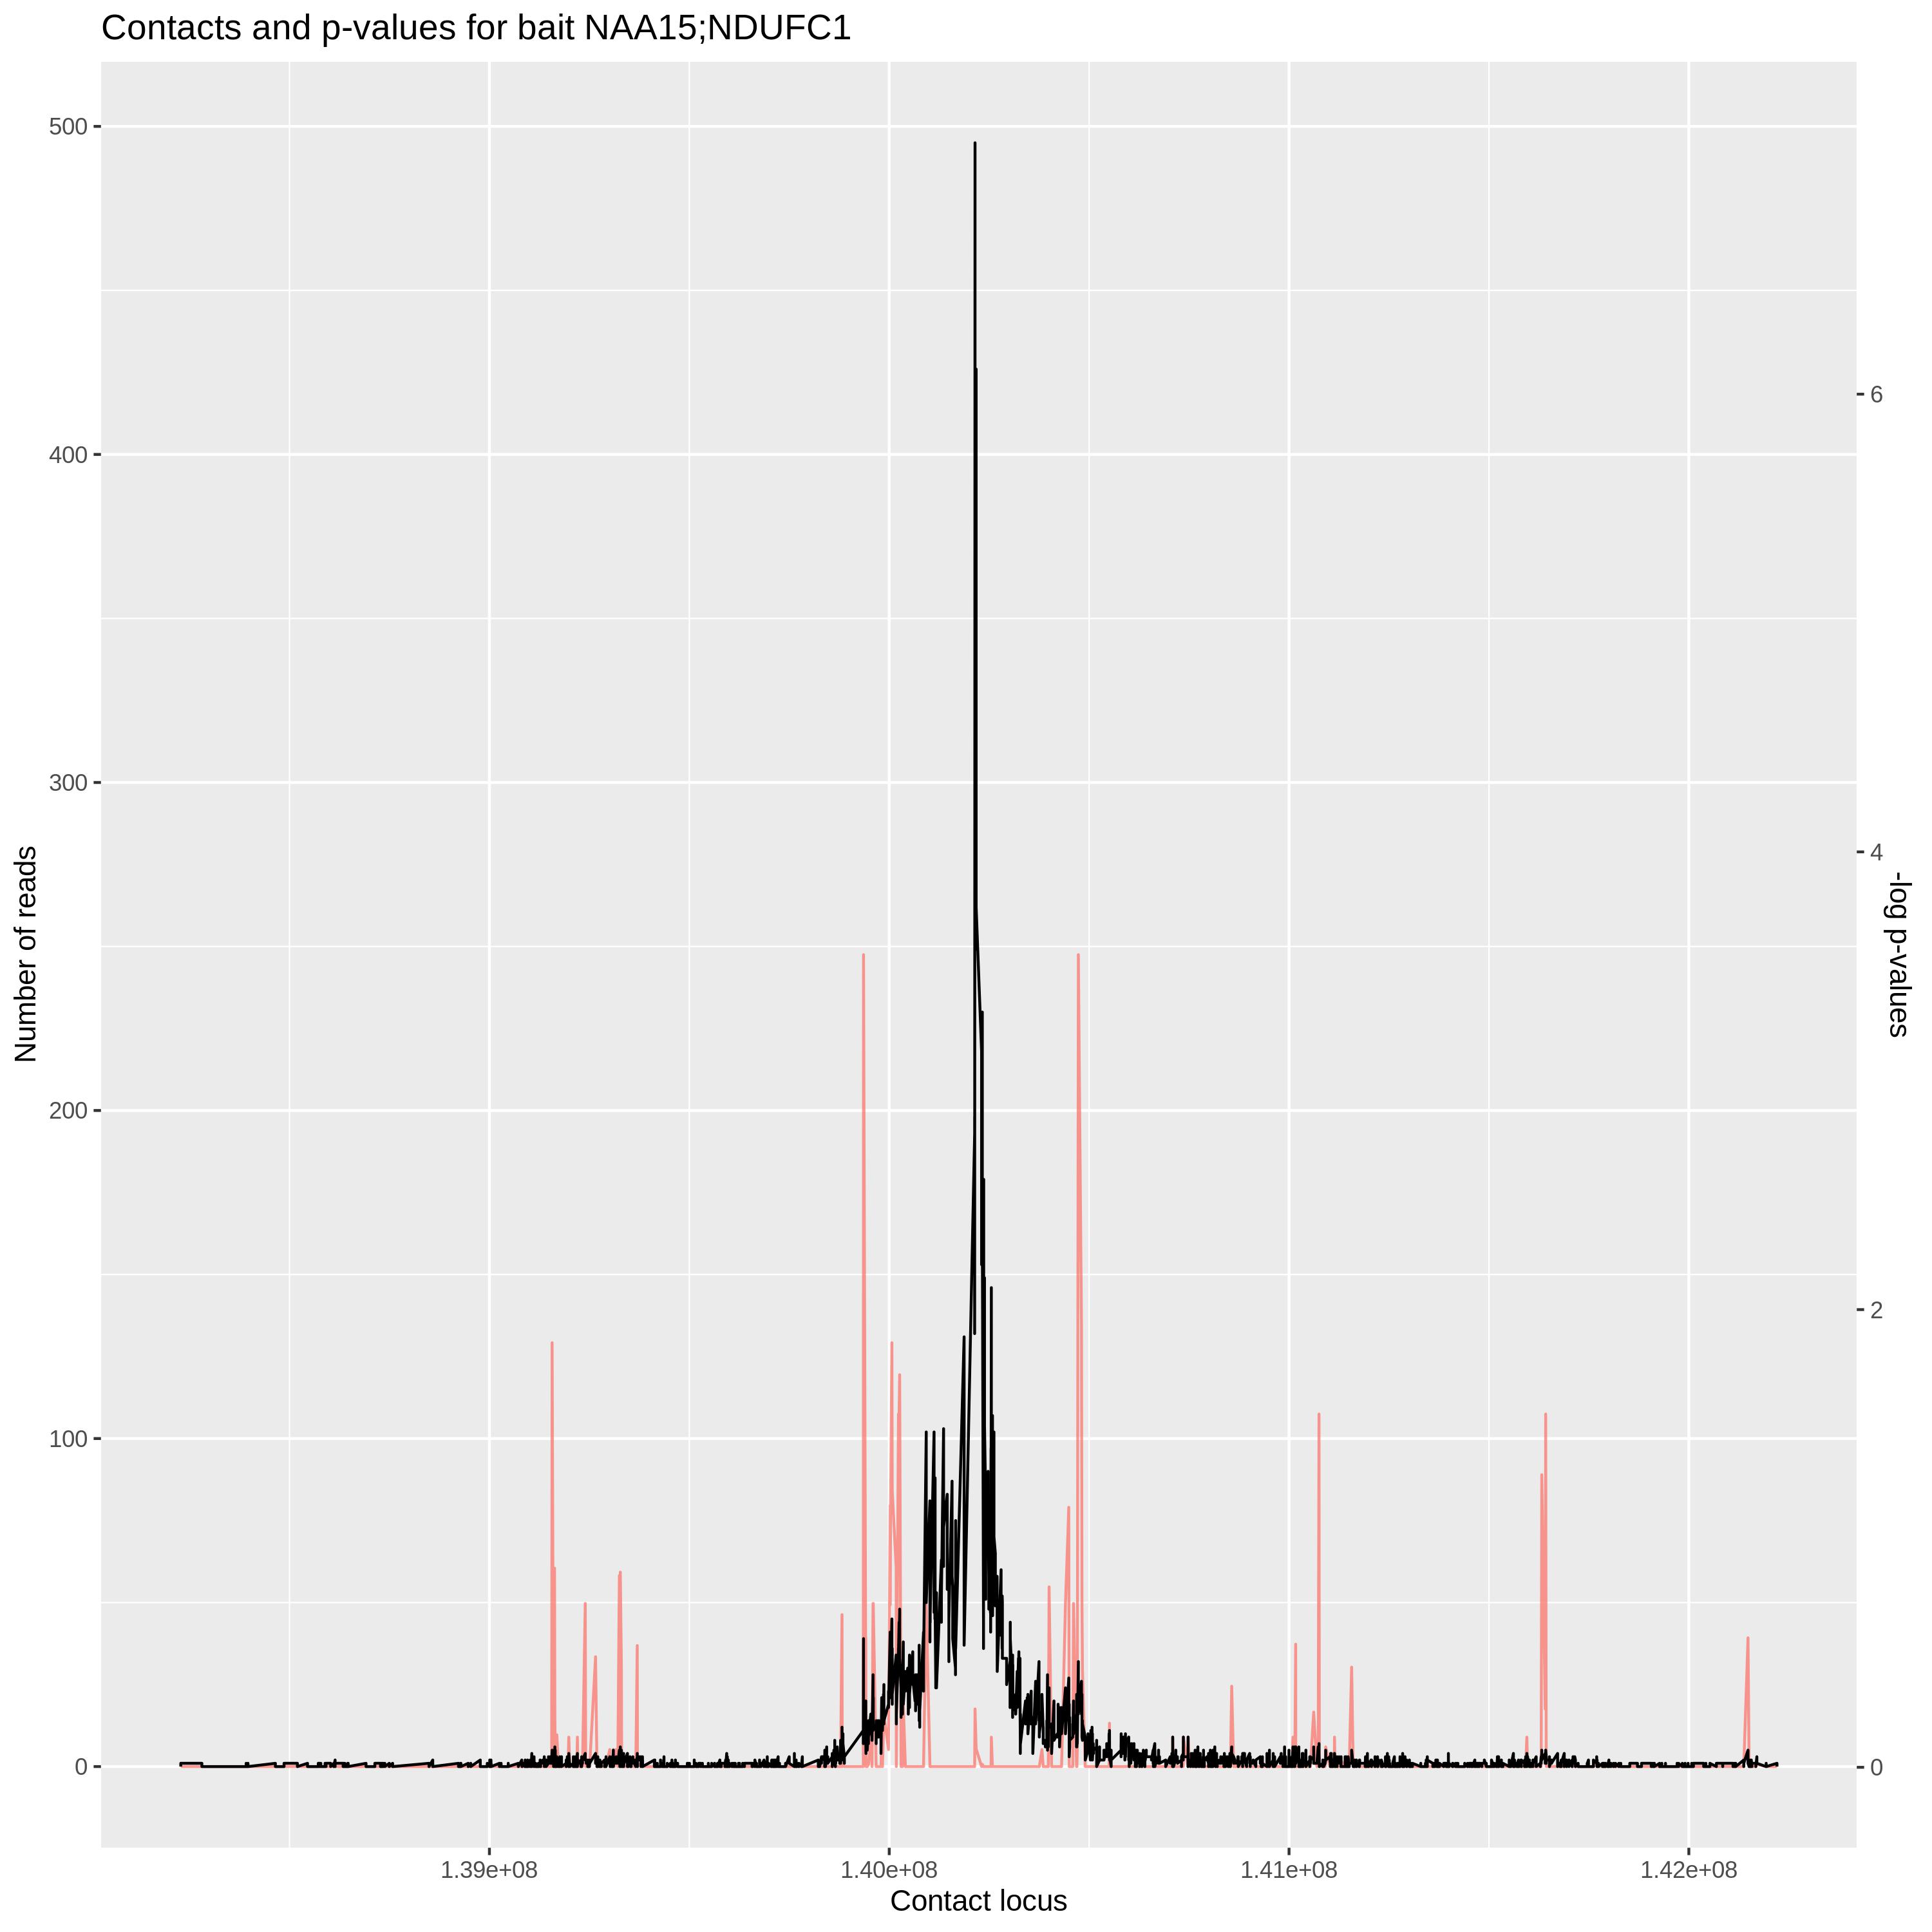 Contacts and p-values for bait NAA15;NDUFC1
500
400
300
200
100
0
Number of reads
6
4
2
0
-log p-values
1.39e+08
1.40e+08
1.41e+08
1.42e+08
Contact locus